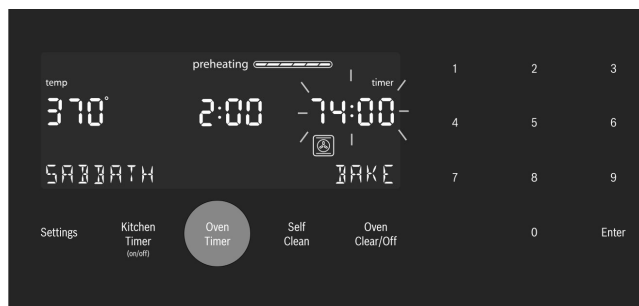 preheating
temp
timer
370°
2:00
74:00
SABBATH
BAKE
Settings
Kitchen
Timer
(on/off)
Oven
Timer
Self
Clean
Oven
Clear/Off
1 2 3
4 5 6
7 8 9
0 Enter